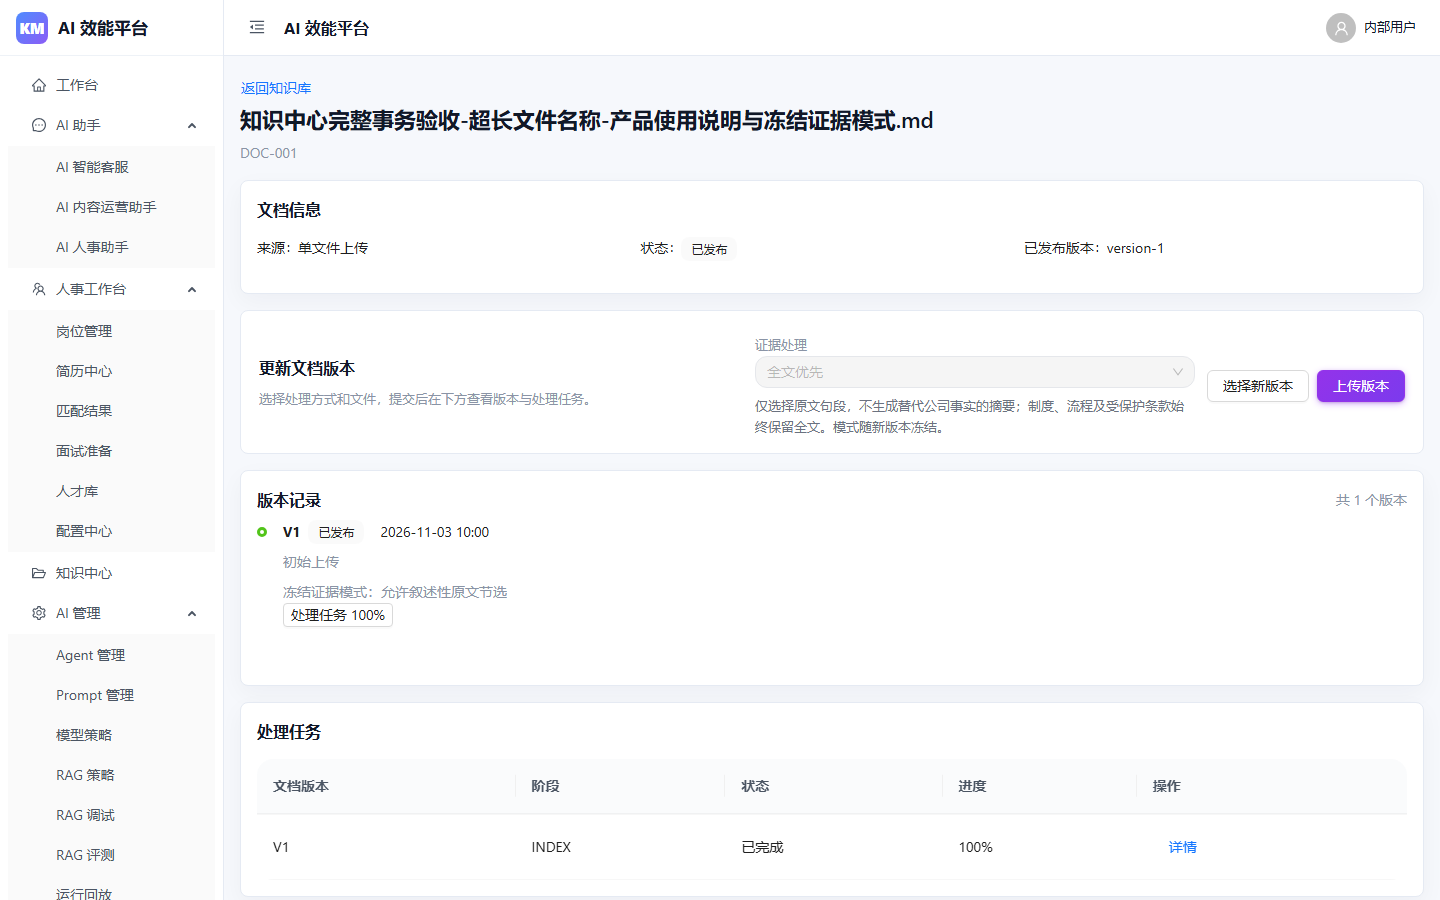 KM AI 效能平台
AI 效能平台
内部用户
工作台
AI 助手
AI 智能客服
AI 内容运营助手
AI 人事助手
人事工作台
岗位管理
简历中心
匹配结果
面试准备
人才库
配置中心
知识中心
AI 管理
Agent 管理
Prompt 管理
模型策略
RAG 策略
RAG 调试
RAG 评测
运行回放
返回知识库
知识中心完整事务验收-超长文件名称-产品使用说明与冻结证据模式.md
DOC-001
文档信息
来源：单文件上传
状态： 已发布
已发布版本：version-1
更新文档版本
选择处理方式和文件，提交后在下方查看版本与处理任务。
证据处理
全文优先
仅选择原文句段，不生成替代公司事实的摘要；制度、流程及受保护条款始
终保留全文。模式随新版本冻结。
选择新版本
上传版本
版本记录
共 1 个版本
V1 已发布 2026-11-03 10:00
初始上传
冻结证据模式：允许叙述性原文节选
处理任务 100%
处理任务
文档版本 阶段 状态 进度 操作
V1 INDEX 已完成 100% 详情